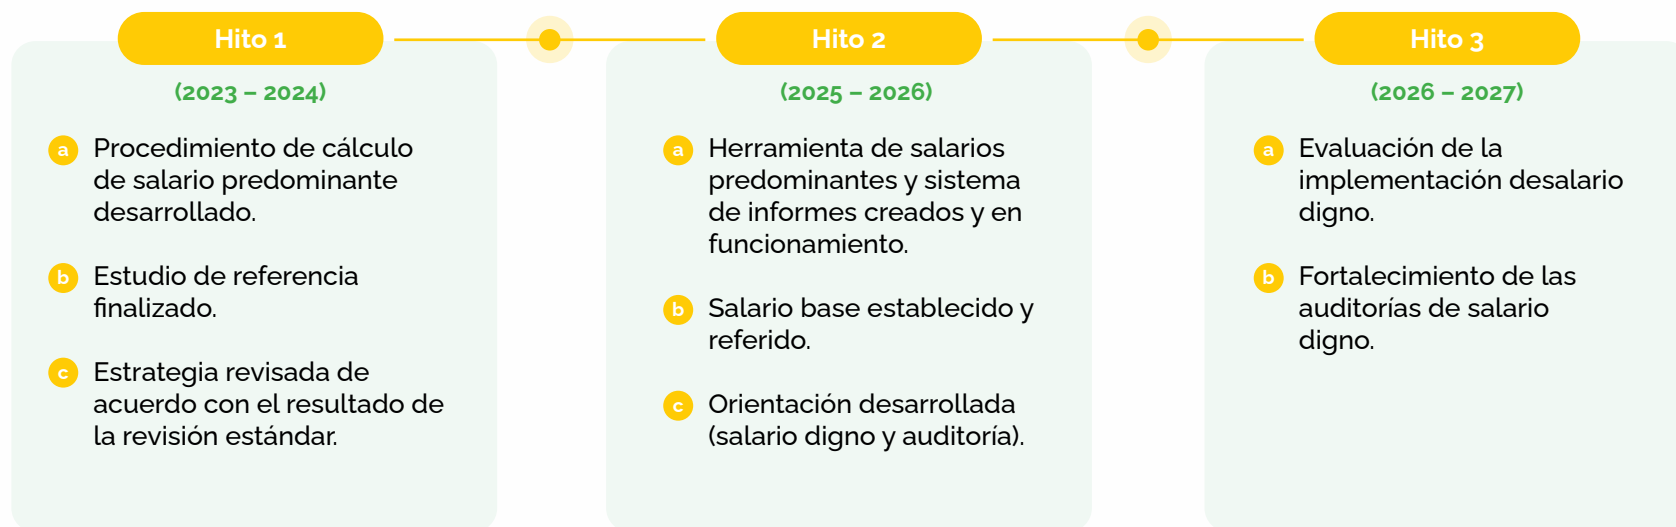 Hito 1
(2023 – 2024)
a Procedimiento de cálculo
de salario predominante
desarrollado.
b Estudio de referencia
finalizado.
c Estrategia revisada de
acuerdo con el resultado de
la revisión estándar.
Hito 2
(2025 – 2026)
a Herramienta de salarios
predominantes y sistema
de informes creados y en
funcionamiento.
b Salario base establecido y
referido.
c Orientación desarrollada
(salario digno y auditoría).
Hito 3
(2026 – 2027)
a Evaluación de la
implementación desalario
digno.
b Fortalecimiento de las
auditorías de salario
digno.